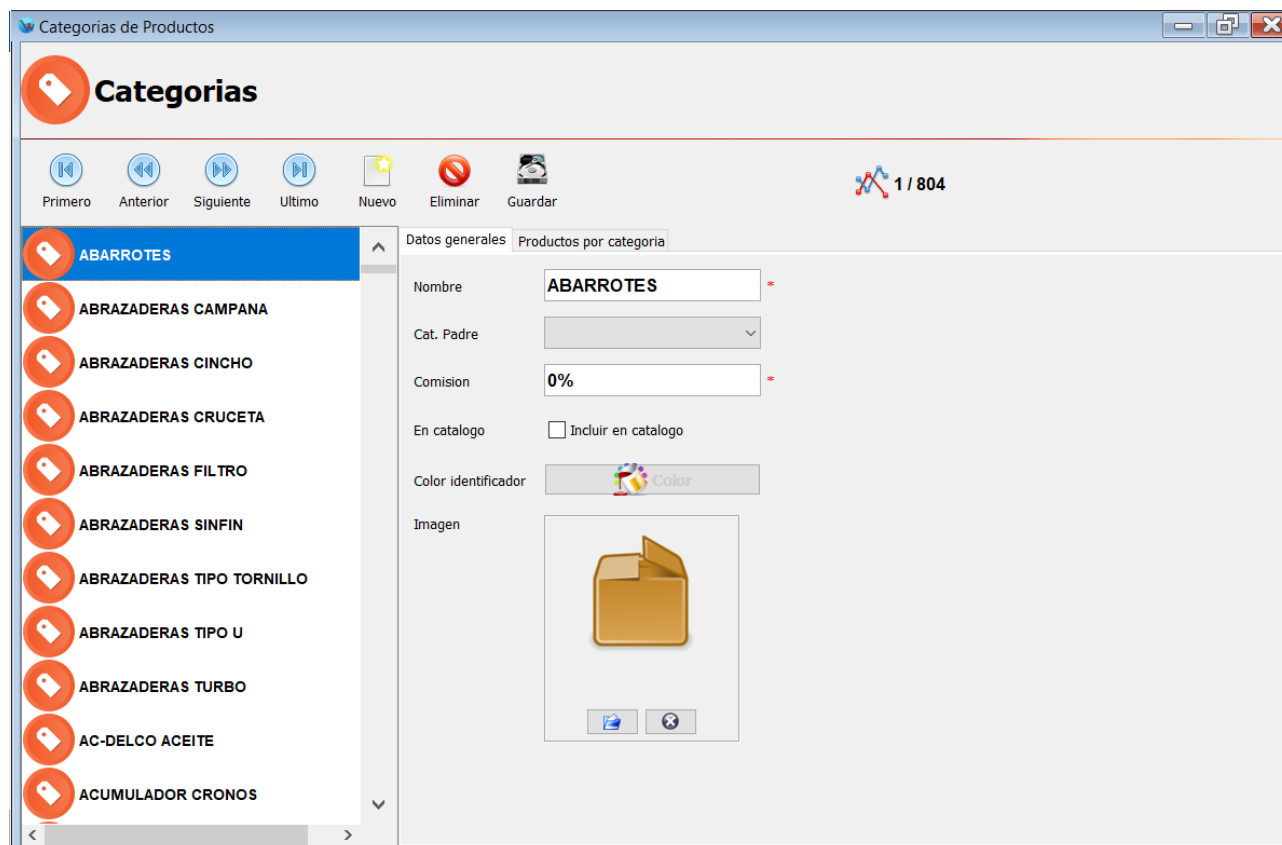 Categorias de Productos
Categorias
Primero Anterior Siguiente Ultimo Nuevo Eliminar Guardar
1 / 804
ABARROTES
ABRAZADERAS CAMPANA
ABRAZADERAS CINCHO
ABRAZADERAS CRUCETA
ABRAZADERAS FILTRO
ABRAZADERAS SINFIN
ABRAZADERAS TIPO TORNILLO
ABRAZADERAS TIPO U
ABRAZADERAS TURBO
AC-DELCO ACEITE
ACUMULADOR CRONOS
Datos generales Productos por categoria
Nombre ABARROTES *
Cat. Padre
Comision 0% *
En catalogo Incluir en catalogo
Color identificador Color
Imagen